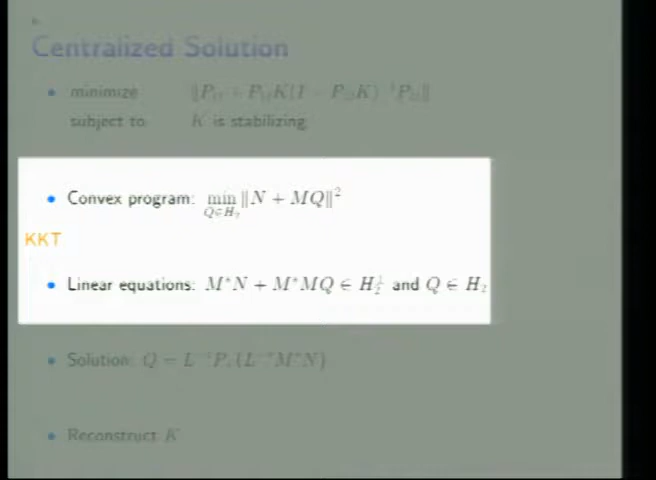 Centralized Solution
• minimize ‖P₁₁ + P₁₂K(I − P₂₂K)⁻¹P₂₁‖
subject to K is stabilizing
• Convex program: min ‖N + MQ‖²
Q∈H₂
KKT
• Linear equations: M*N + M*MQ ∈ H₂^⊥ and Q ∈ H₂
• Solution: Q = L⁻¹P
• Reconstruct K